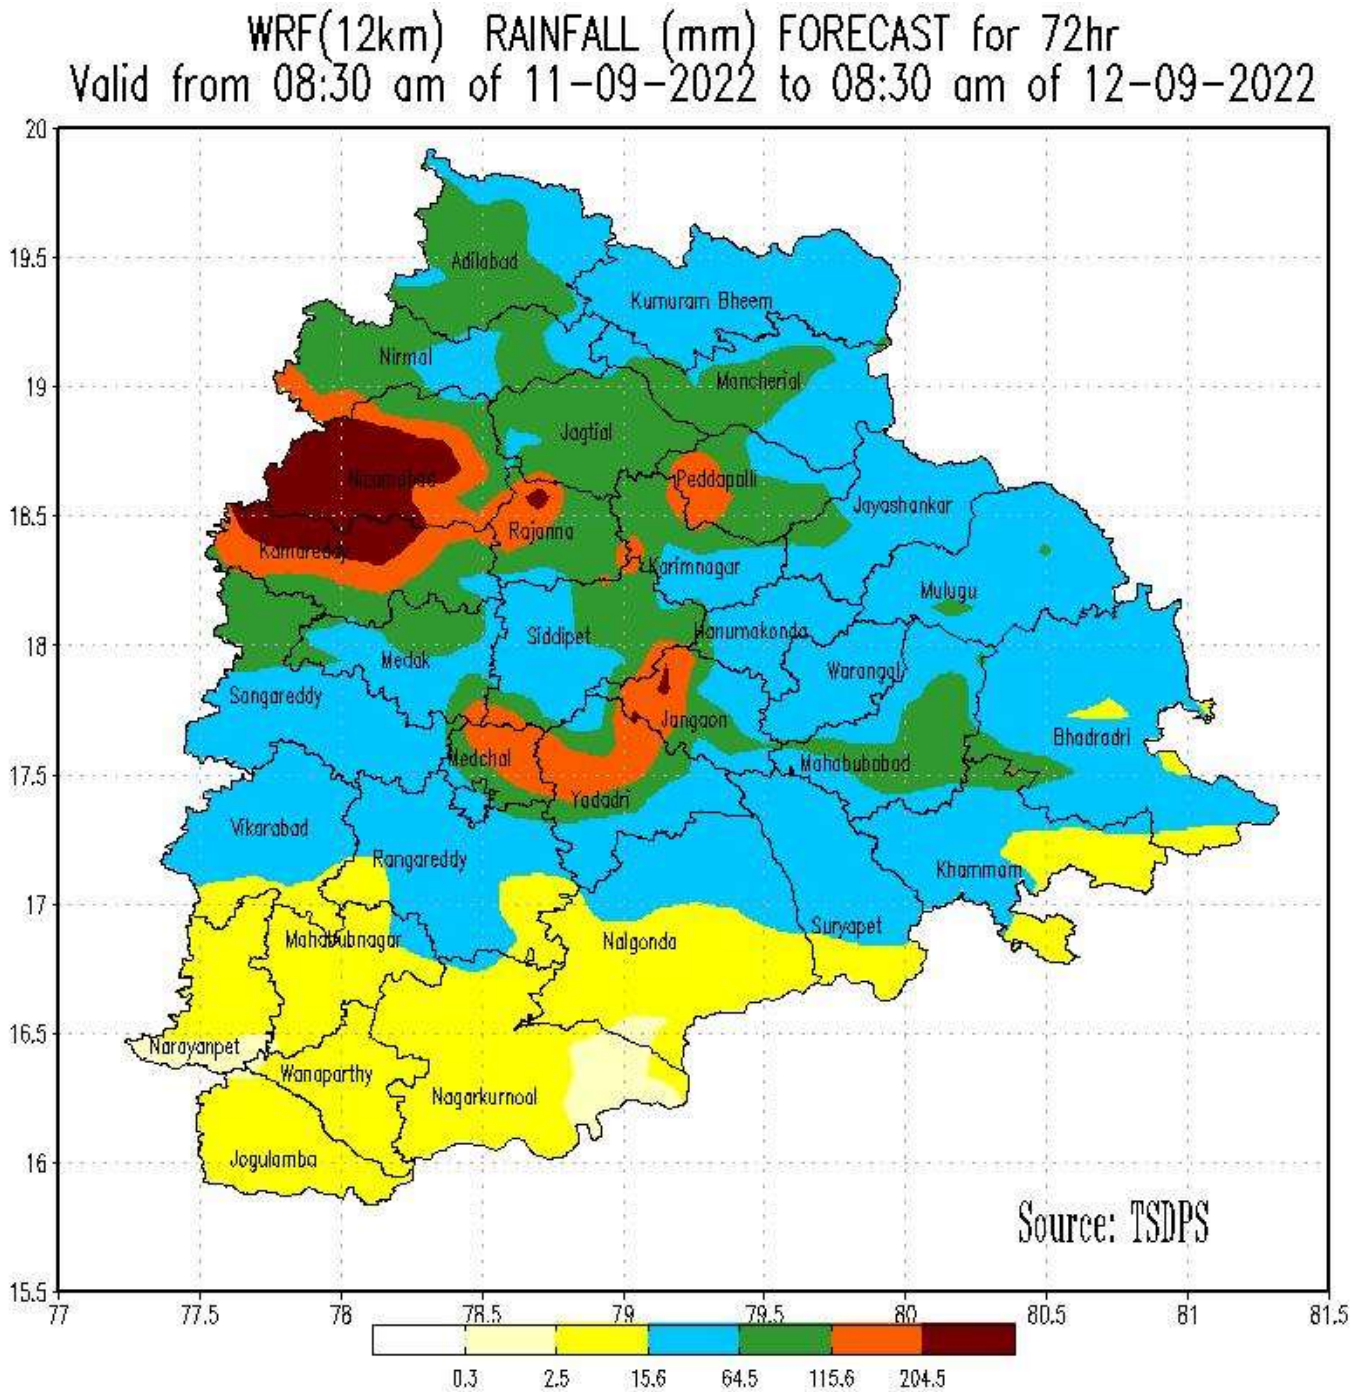 WRF(12km) RAINFALL (mm) FORECAST for 72hr
Valid from 08:30 am of 11-09-2022 to 08:30 am of 12-09-2022
20
19.5
19
18.5
18
17.5
17
16.5
16
15.5
Adilabad
Kumuram Bheem
Nirmal
Mancherial
Jagtial
Nizamabad
Peddapalli
Jayashankar
Rajanna
Kamareddy
Karimnagar
Mulugu
Siddipet
Hanumakonda
Medak
Warangal
Sangareddy
Jangaon
Bhadradri
Medchal
Mahabubabad
Yadadri
Vikarabad
Rangareddy
Khammam
Suryapet
Mahabubnagar
Nalgonda
Narayanpet
Wanaparthy
Nagarkurnool
Jogulamba
Source: TSDPS
77 77.5 78 78.5 79 79.5 80 80.5 81 81.5
0.3 2.5 15.6 64.5 115.6 204.5